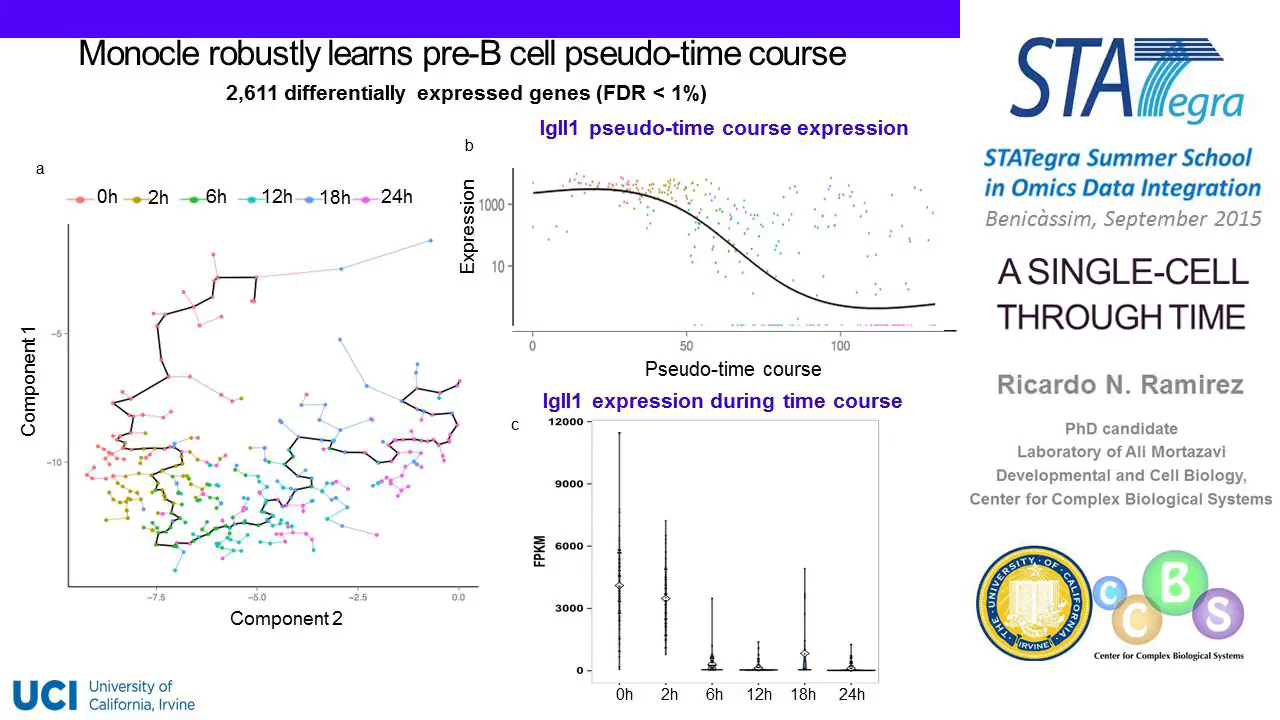 Monocle robustly learns pre-B cell pseudo-time course
2,611 differentially expressed genes (FDR < 1%)
a
0h 2h 6h 12h 18h 24h
Component 1
−5
−10
−7.5 −5.0 −2.5 0.0
Component 2
b
Igll1 pseudo-time course expression
Expression
1000
10
0 50 100
Pseudo-time course
Igll1 expression during time course
c
FPKM
12000
9000
6000
3000
0
0h 2h 6h 12h 18h 24h
UCI University of
California, Irvine
STATegra
STATegra Summer School
in Omics Data Integration
Benicàssim, September 2015
A SINGLE-CELL
THROUGH TIME
Ricardo N. Ramirez
PhD candidate
Laboratory of Ali Mortazavi
Developmental and Cell Biology,
Center for Complex Biological Systems
THE UNIVERSITY OF CALIFORNIA
IRVINE
C C B S
Center for Complex Biological Systems